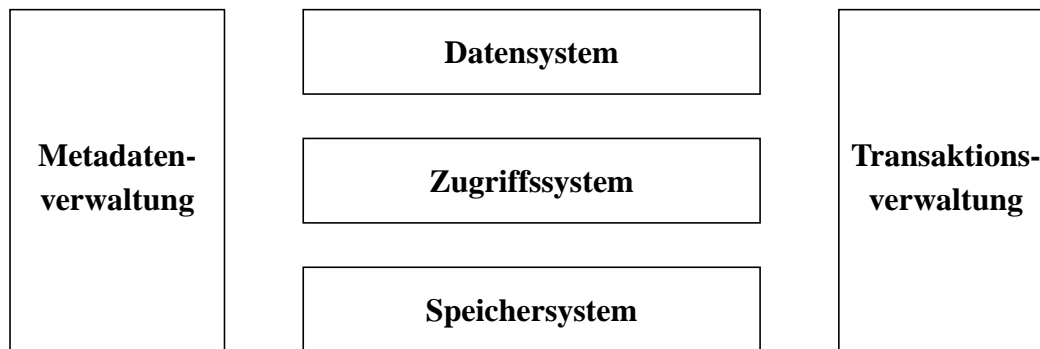 Datensystem
Metadaten-
verwaltung
Zugriffssystem
Transaktions-
verwaltung
Speichersystem